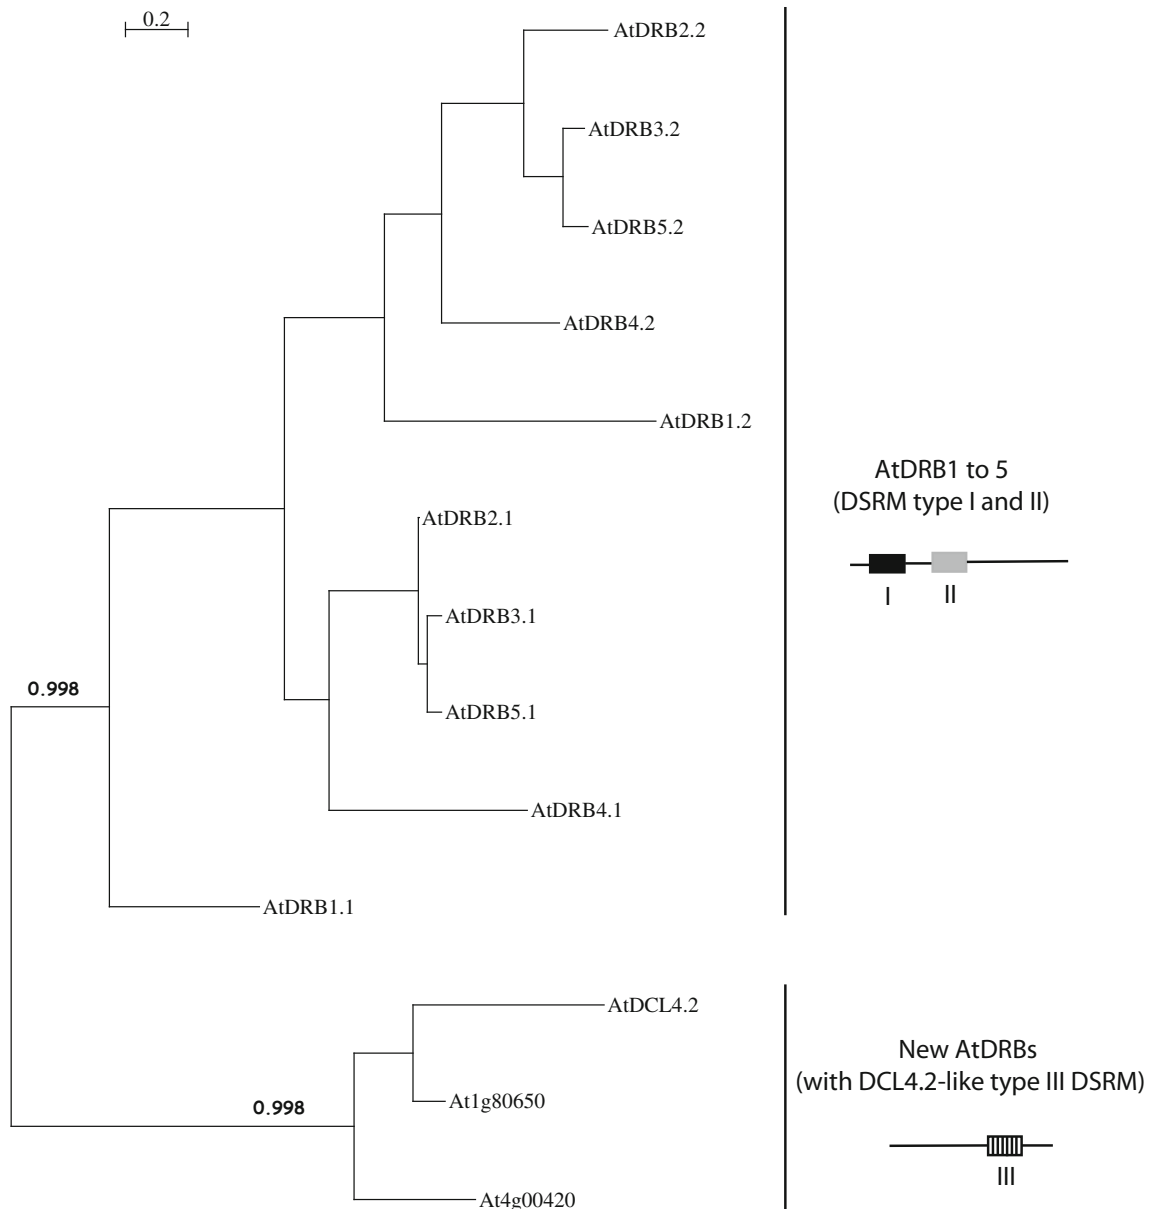 0.2
AtDRB2.2
AtDRB3.2
AtDRB5.2
AtDRB4.2
AtDRB1.2
AtDRB2.1
AtDRB3.1
AtDRB5.1
AtDRB4.1
AtDRB1.1
0.998
AtDRB1 to 5
(DSRM type I and II)
I II
AtDCL4.2
At1g80650
At4g00420
0.998
New AtDRBs
(with DCL4.2-like type III DSRM)
III